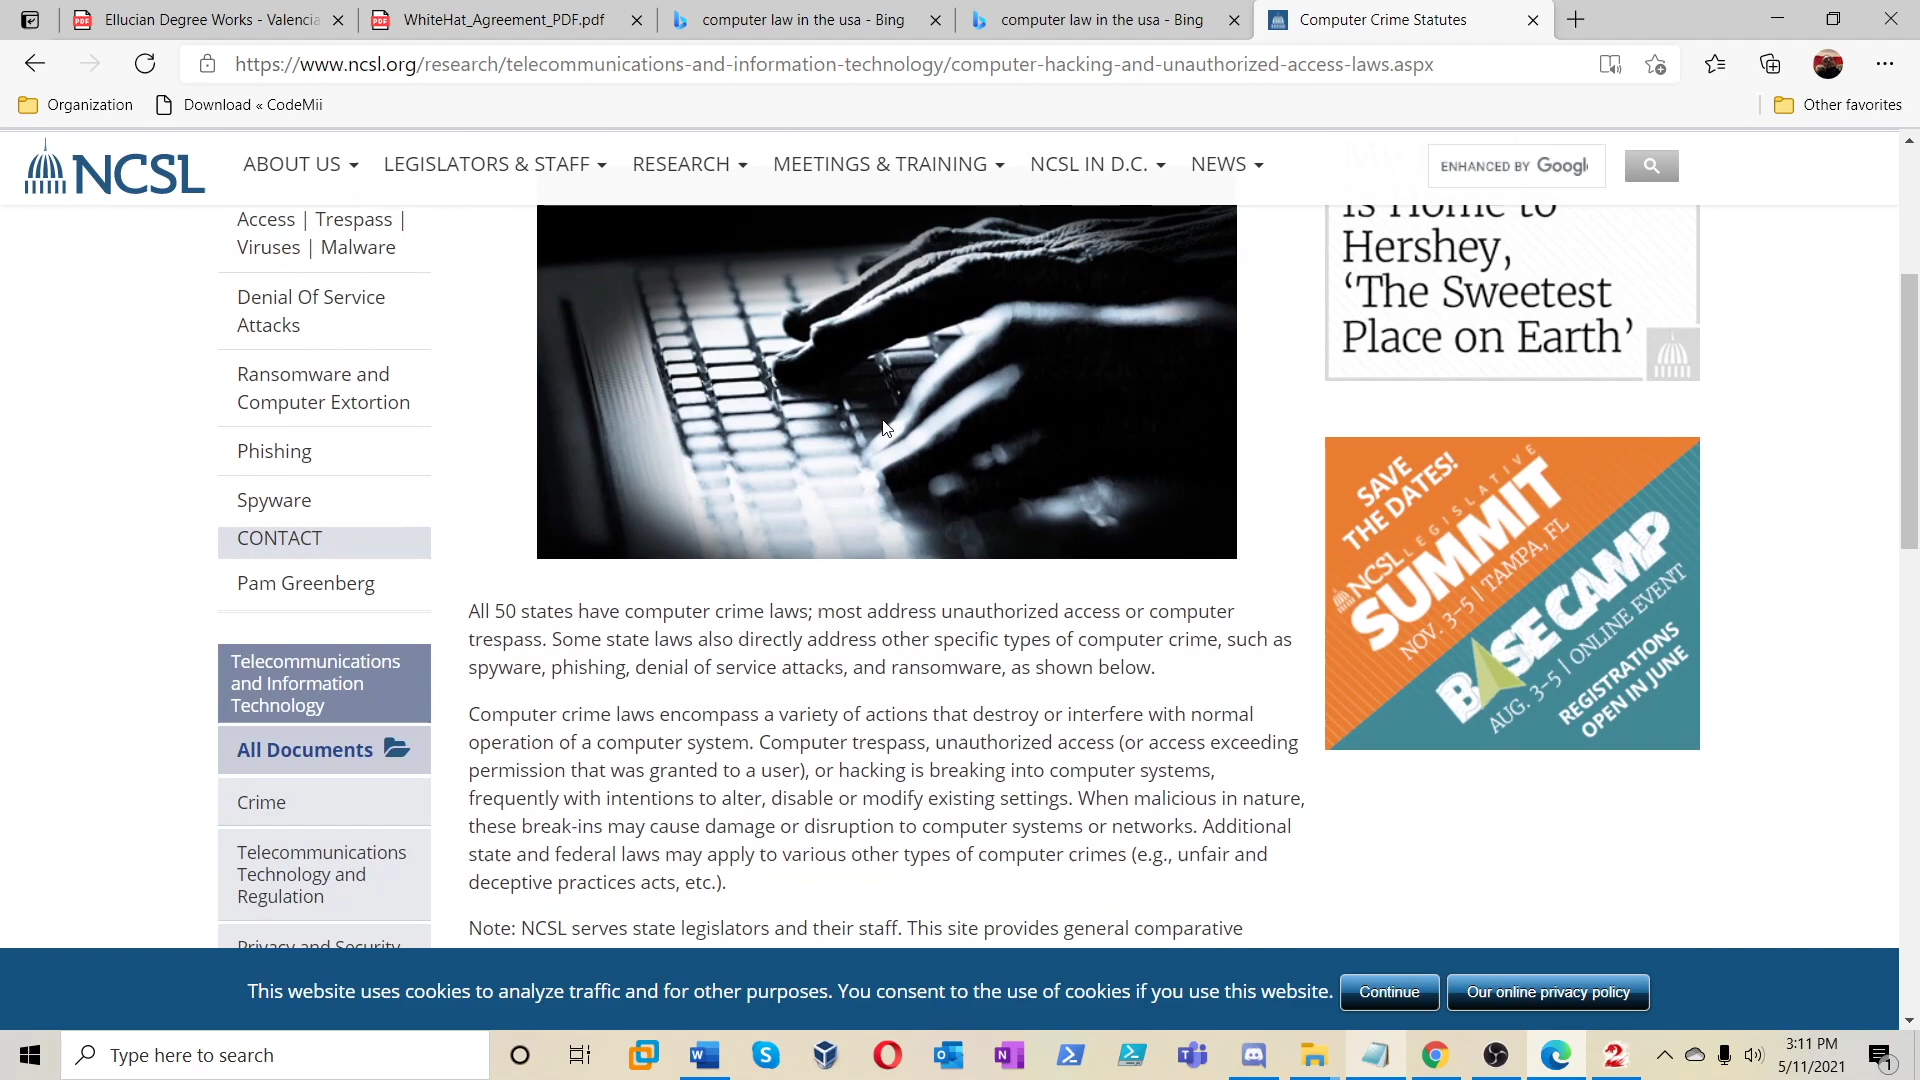 Ellucian Degree Works - Valencia
WhiteHat_Agreement_PDF.pdf
computer law in the usa - Bing
computer law in the usa - Bing
Computer Crime Statutes
https://www.ncsl.org/research/telecommunications-and-information-technology/computer-hacking-and-unauthorized-access-laws.aspx
Organization
Download « CodeMii
Other favorites
NCSL
ABOUT US
LEGISLATORS & STAFF
RESEARCH
MEETINGS & TRAINING
NCSL IN D.C.
NEWS
ENHANCED BY Google
Access | Trespass |
Viruses | Malware
Denial Of Service
Attacks
Ransomware and
Computer Extortion
Phishing
Spyware
CONTACT
Pam Greenberg
Telecommunications
and Information
Technology
All Documents
Crime
Telecommunications
Technology and
Regulation
Privacy and Security
All 50 states have computer crime laws; most address unauthorized access or computer
trespass. Some state laws also directly address other specific types of computer crime, such as
spyware, phishing, denial of service attacks, and ransomware, as shown below.
Computer crime laws encompass a variety of actions that destroy or interfere with normal
operation of a computer system. Computer trespass, unauthorized access (or access exceeding
permission that was granted to a user), or hacking is breaking into computer systems,
frequently with intentions to alter, disable or modify existing settings. When malicious in nature,
these break-ins may cause damage or disruption to computer systems or networks. Additional
state and federal laws may apply to various other types of computer crimes (e.g., unfair and
deceptive practices acts, etc.).
Note: NCSL serves state legislators and their staff. This site provides general comparative
My
is Home to
Hershey,
‘The Sweetest
Place on Earth’
SAVE
THE DATES!
NCSL LEGISLATIVE
SUMMIT
NOV. 3–5 | TAMPA, FL
BASECAMP
AUG. 3–5 | ONLINE EVENT
REGISTRATIONS
OPEN IN JUNE
This website uses cookies to analyze traffic and for other purposes. You consent to the use of cookies if you use this website.
Continue
Our online privacy policy
Type here to search
3:11 PM
5/11/2021
1